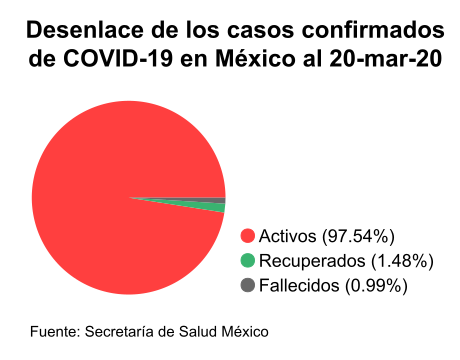 Desenlace de los casos confirmados
de COVID-19 en México al 20-mar-20
Activos (97.54%)
Recuperados (1.48%)
Fallecidos (0.99%)
Fuente: Secretaría de Salud México